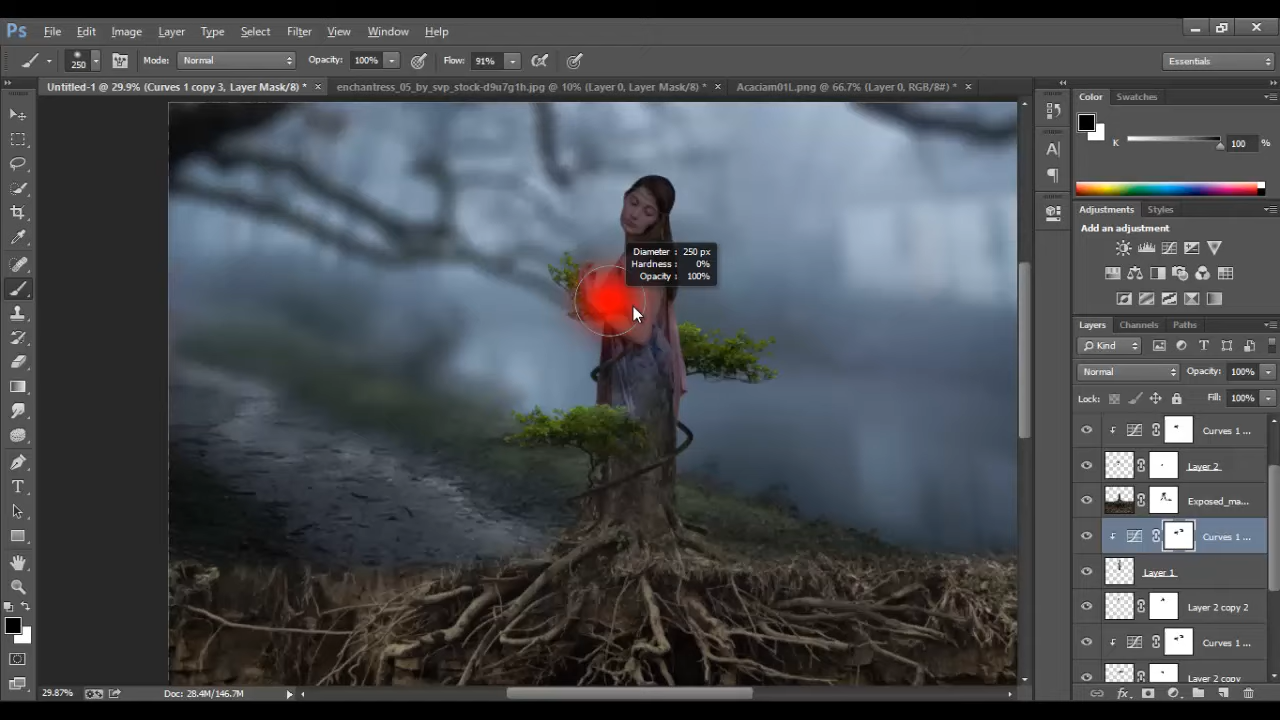 Ps File Edit Image Layer Type Select Filter View Window Help
250 Mode: Normal Opacity: 100% Flow: 91% Essentials
Untitled-1 @ 29.9% (Curves 1 copy 3, Layer Mask/8) * × enchantress_05_by_svp_stock-d9u7g1h.jpg @ 10% (Layer 0, Layer Mask/8) * × Acaciam01L.png @ 66.7% (Layer 0, RGB/8#) * ×
Color Swatches
K 100 %
Adjustments Styles
Add an adjustment
Diameter : 250 px
Hardness : 0%
Opacity : 100%
Layers Channels Paths
Kind
Normal Opacity: 100%
Lock: Fill: 100%
Curves 1 ...
Layer 2
Exposed_ma...
Curves 1 ...
Layer 1
Layer 2 copy 2
Curves 1 ...
Layer 2 copy
29.87% Doc: 28.4M/146.7M